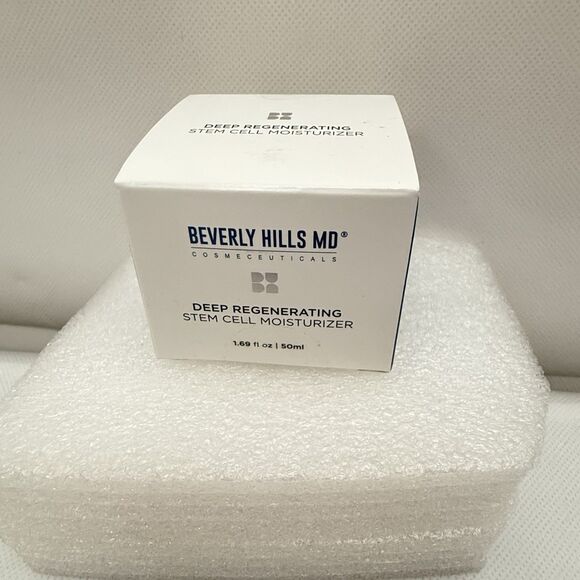 DEEP REGENERATING
STEM CELL MOISTURIZER
BEVERLY HILLS MD®
COSMECEUTICALS
DEEP REGENERATING
STEM CELL MOISTURIZER
1.69 fl oz | 50ml